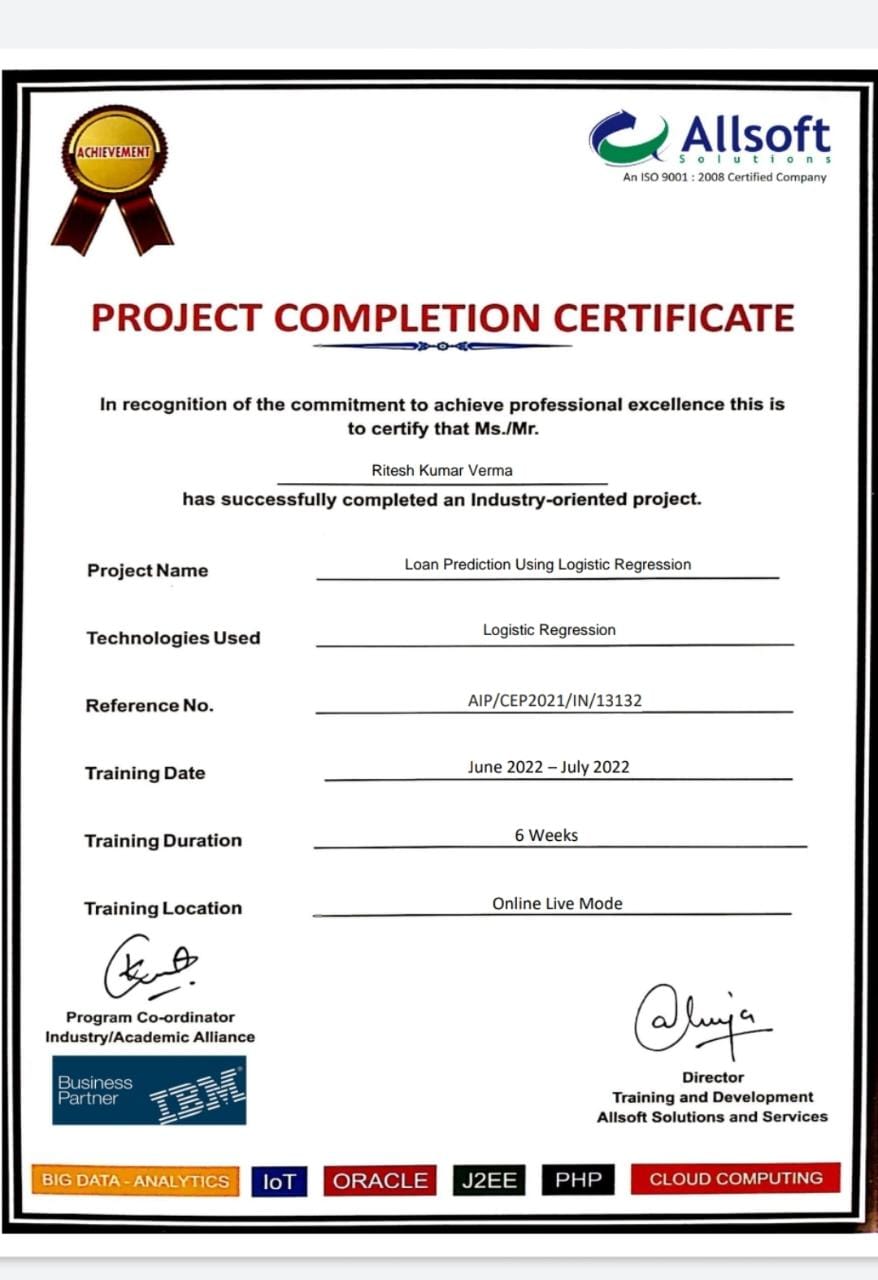 ACHIEVEMENT
Allsoft
Solutions
An ISO 9001 : 2008 Certified Company
PROJECT COMPLETION CERTIFICATE
In recognition of the commitment to achieve professional excellence this is
to certify that Ms./Mr.
Ritesh Kumar Verma
has successfully completed an Industry-oriented project.
Project Name Loan Prediction Using Logistic Regression
Technologies Used Logistic Regression
Reference No. AIP/CEP2021/IN/13132
Training Date June 2022 – July 2022
Training Duration 6 Weeks
Training Location Online Live Mode
Program Co-ordinator
Industry/Academic Alliance
Business
Partner
IBM®
Ahuja
Director
Training and Development
Allsoft Solutions and Services
BIG DATA - ANALYTICS IoT ORACLE J2EE PHP CLOUD COMPUTING